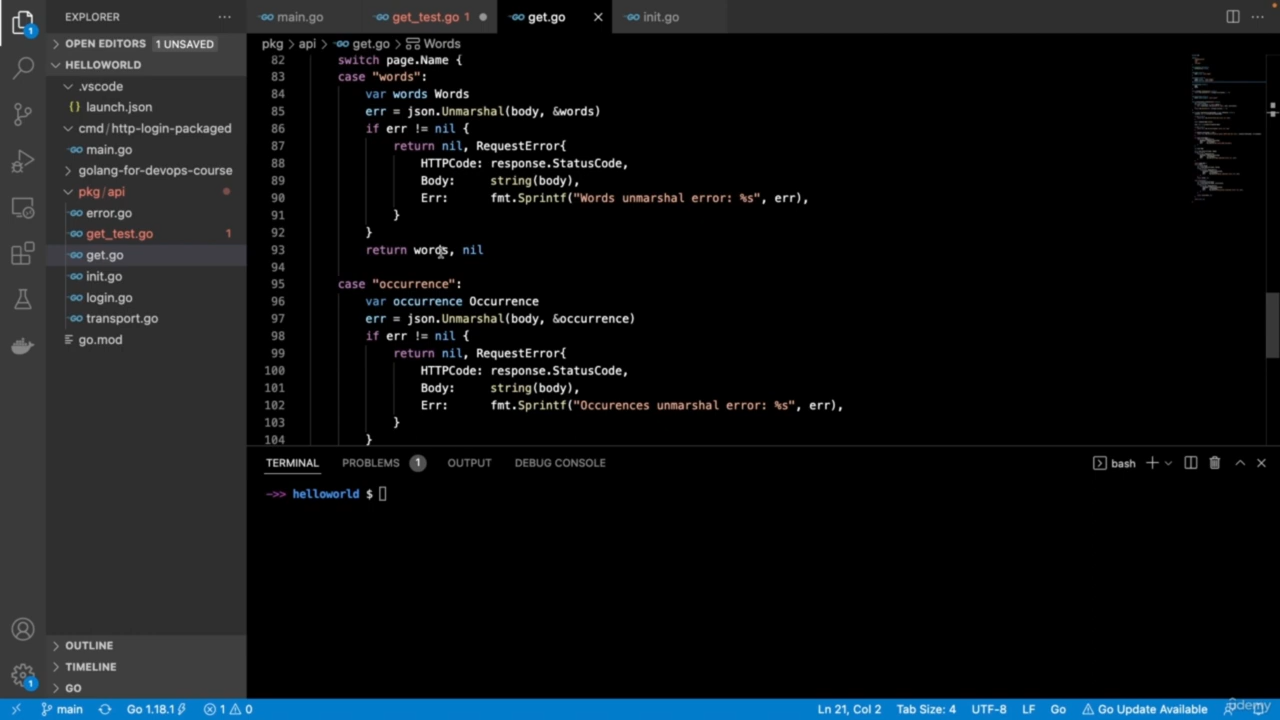 EXPLORER
main.go
get_test.go 1
get.go
init.go
OPEN EDITORS 1 UNSAVED
pkg > api > get.go > Words
HELLOWORLD
.vscode
launch.json
cmd / http-login-packaged
main.go
golang-for-devops-course
pkg / api
error.go
get_test.go 1
get.go
init.go
login.go
transport.go
go.mod
82 switch page.Name {
83 case "words":
84 var words Words
85 err = json.Unmarshal(body, &words)
86 if err != nil {
87 return nil, RequestError{
88 HTTPCode: response.StatusCode,
89 Body: string(body),
90 Err: fmt.Sprintf("Words unmarshal error: %s", err),
91 }
92 }
93 return words, nil
94
95 case "occurrence":
96 var occurrence Occurrence
97 err = json.Unmarshal(body, &occurrence)
98 if err != nil {
99 return nil, RequestError{
100 HTTPCode: response.StatusCode,
101 Body: string(body),
102 Err: fmt.Sprintf("Occurences unmarshal error: %s", err),
103 }
104 }
TERMINAL PROBLEMS 1 OUTPUT DEBUG CONSOLE bash
->> helloworld $
1
OUTLINE
TIMELINE
GO
1
main Go 1.18.1 1 0 Ln 21, Col 2 Tab Size: 4 UTF-8 LF Go Go Update Available
udemy